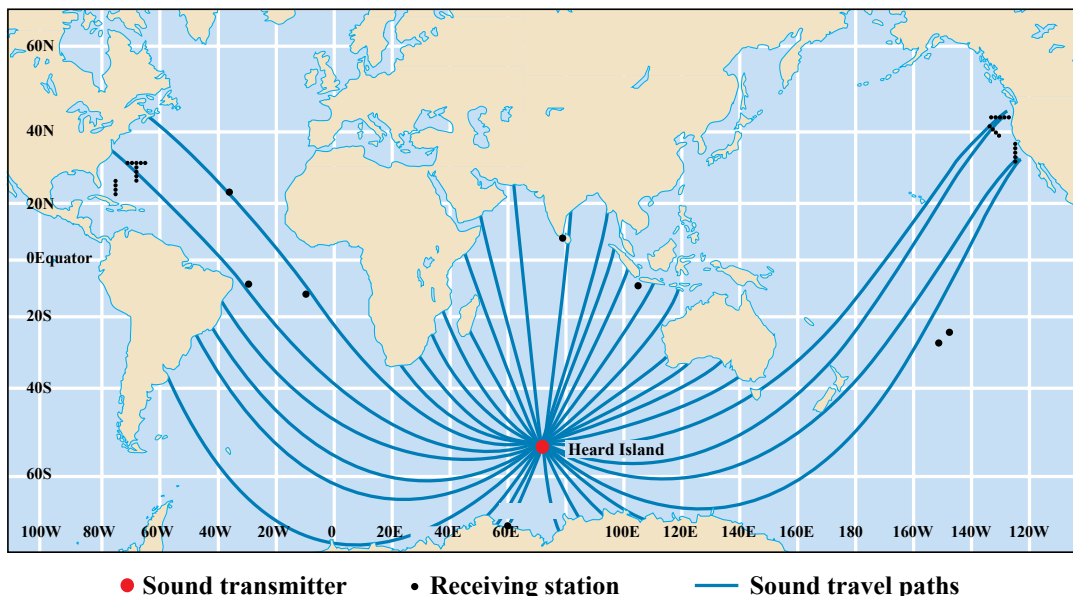 60N
40N
20N
0Equator
20S
40S
Heard Island
60S
100W 80W 60W 40W 20W 0 20E 40E 60E 80E 100E 120E 140E 160E 180 160W 140W 120W
Sound transmitter Receiving station Sound travel paths